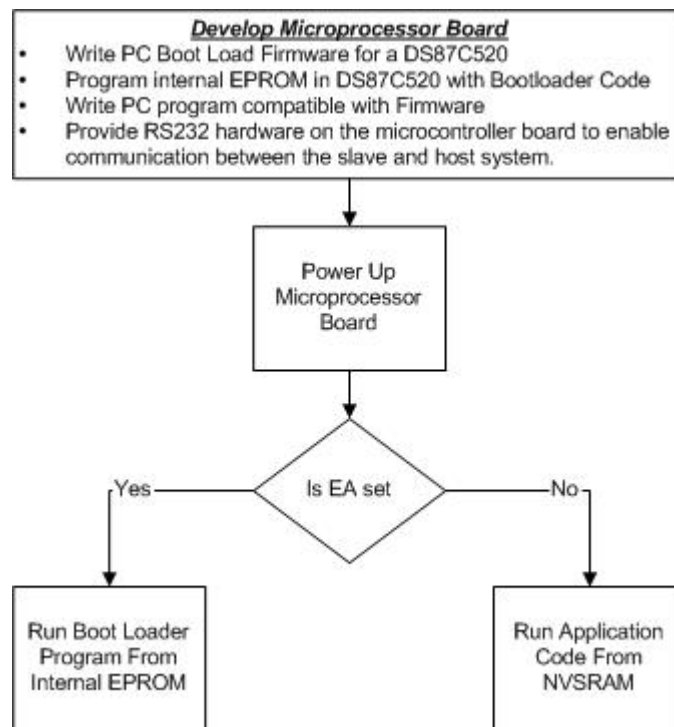 Develop Microprocessor Board
• Write PC Boot Load Firmware for a DS87C520
• Program internal EPROM in DS87C520 with Bootloader Code
• Write PC program compatible with Firmware
• Provide RS232 hardware on the microcontroller board to enable
communication between the slave and host system.
Power Up
Microprocessor
Board
Is EA set
Yes
No
Run Boot Loader
Program From
Internal EPROM
Run Application
Code From
NVSRAM